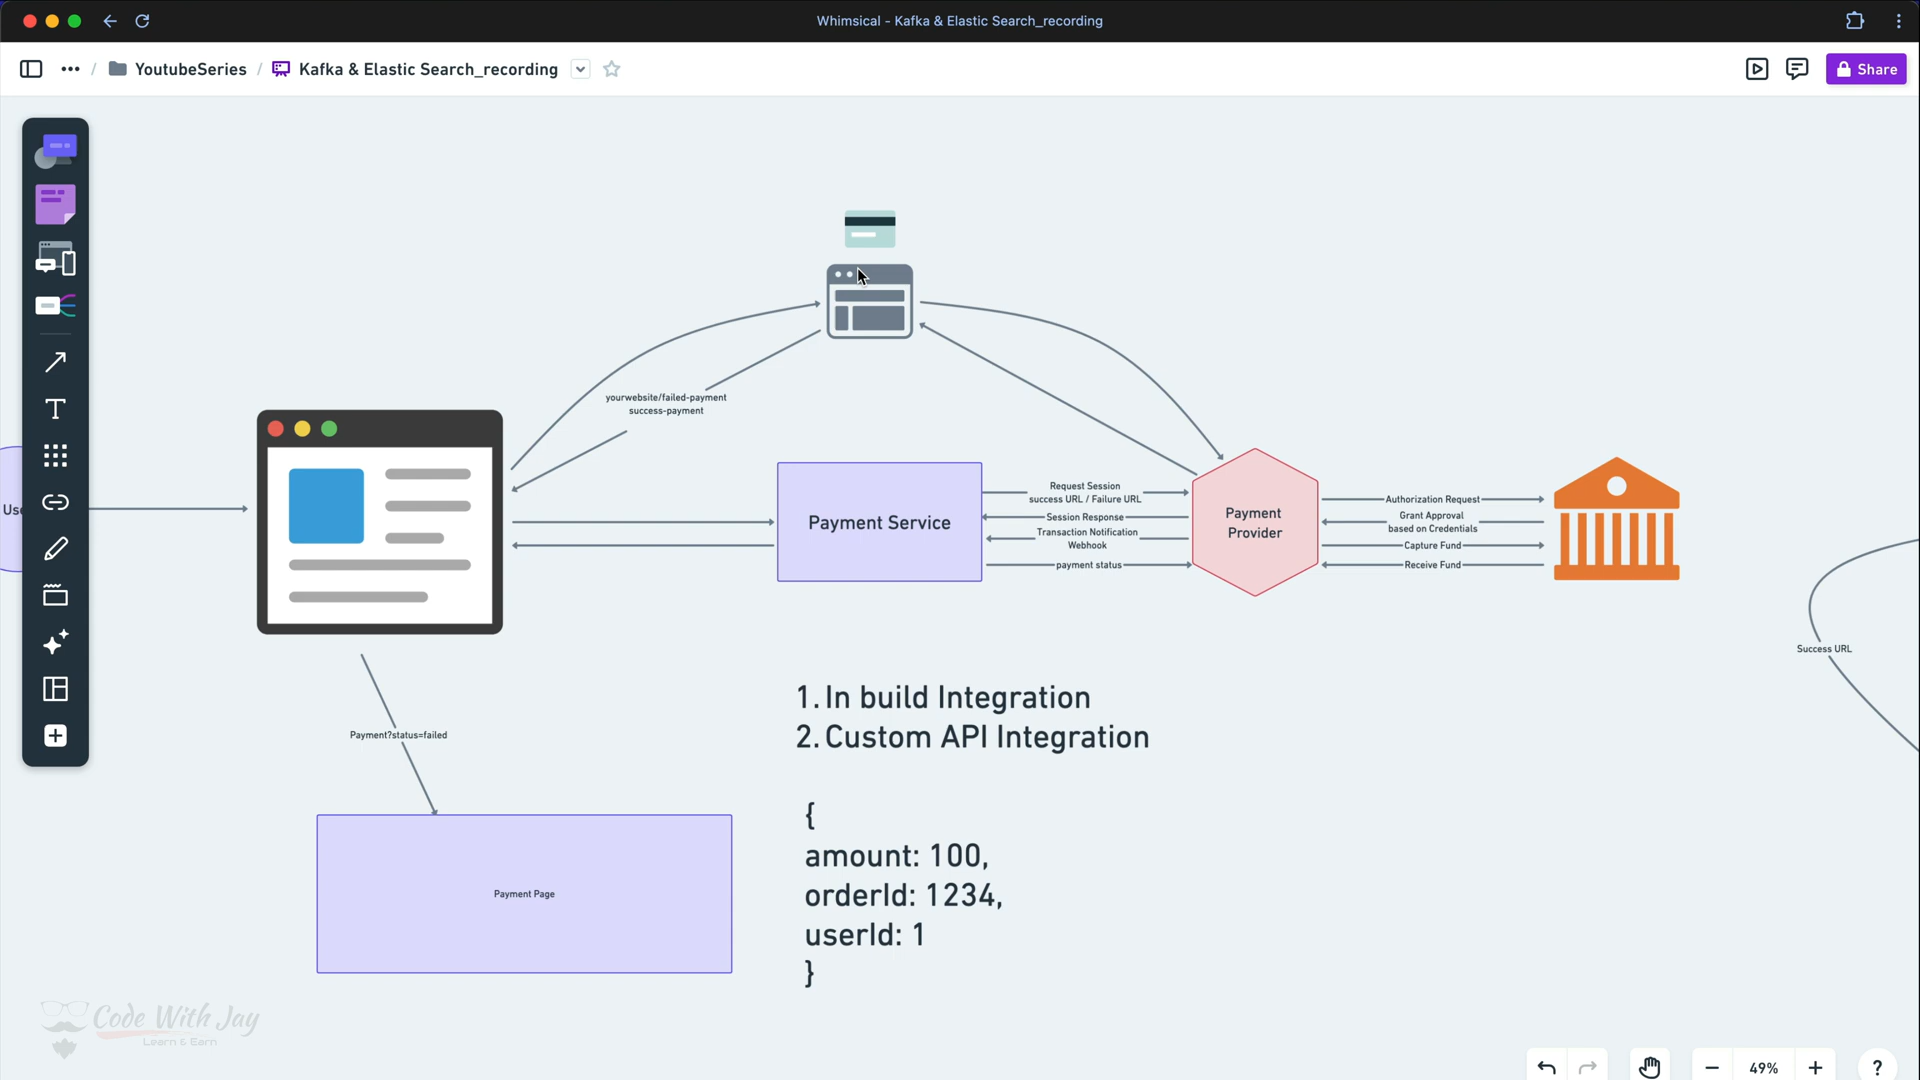 Whimsical - Kafka & Elastic Search_recording
YoutubeSeries / Kafka & Elastic Search_recording
Share
yourwebsite/failed-payment
success-payment
Use
Payment Service
Request Session
success URL / Failure URL
Session Response
Transaction Notification
Webhook
payment status
Payment
Provider
Authorization Request
Grant Approval
based on Credentials
Capture Fund
Receive Fund
Success URL
1. In build Integration
2. Custom API Integration
Payment?status=failed
{
amount: 100,
orderId: 1234,
userId: 1
}
Payment Page
Code With Jay
Learn & Earn
49%
?